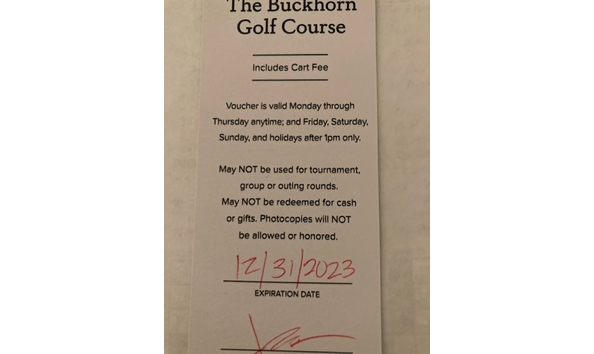 The Buckhorn
Golf Course
Includes Cart Fee
Voucher is valid Monday through
Thursday anytime; and Friday, Saturday,
Sunday, and holidays after 1pm only.
May NOT be used for tournament,
group or outing rounds.
May NOT be redeemed for cash
or gifts. Photocopies will NOT
be allowed or honored.
12/31/2023
EXPIRATION DATE